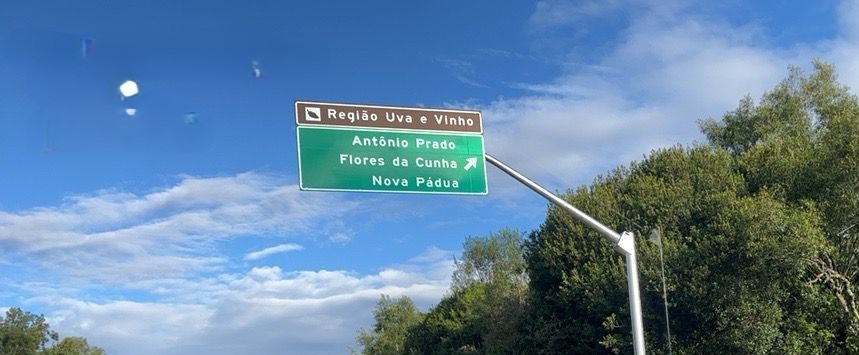 Região Uva e Vinho
Antônio Prado
Flores da Cunha
Nova Pádua